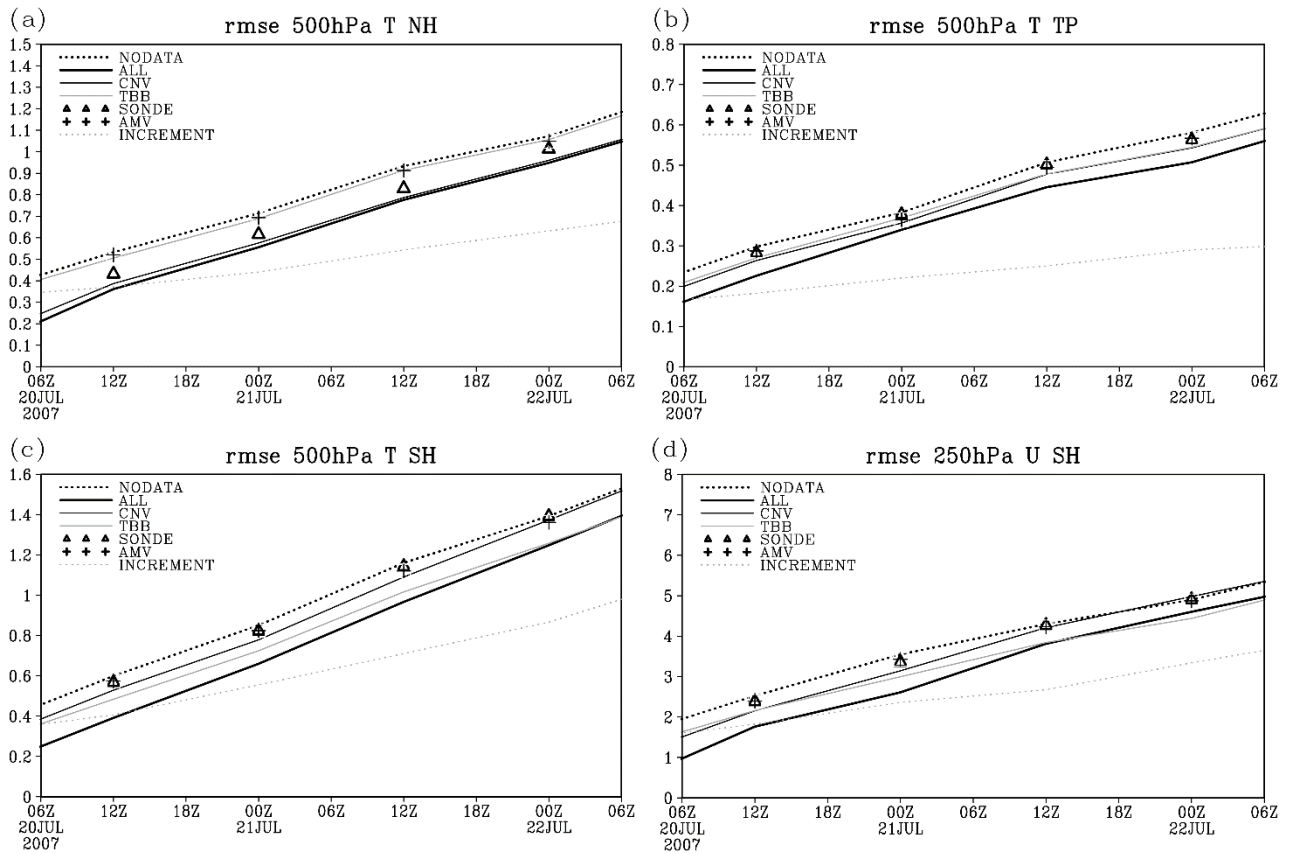 (a)
rmse 500hPa T NH
1.5
1.4
1.3
1.2
1.1
1
0.9
0.8
0.7
0.6
0.5
0.4
0.3
0.2
0.1
0
NODATA
ALL
CNV
TBB
SONDE
AMV
INCREMENT
06Z 12Z 18Z 00Z 06Z 12Z 18Z 00Z 06Z
20JUL 21JUL 22JUL
2007
(b)
rmse 500hPa T TP
0.8
0.7
0.6
0.5
0.4
0.3
0.2
0.1
0
NODATA
ALL
CNV
TBB
SONDE
AMV
INCREMENT
06Z 12Z 18Z 00Z 06Z 12Z 18Z 00Z 06Z
20JUL 21JUL 22JUL
2007
(c)
rmse 500hPa T SH
1.6
1.4
1.2
1
0.8
0.6
0.4
0.2
0
NODATA
ALL
CNV
TBB
SONDE
AMV
INCREMENT
06Z 12Z 18Z 00Z 06Z 12Z 18Z 00Z 06Z
20JUL 21JUL 22JUL
2007
(d)
rmse 250hPa U SH
8
7
6
5
4
3
2
1
0
NODATA
ALL
CNV
TBB
SONDE
AMV
INCREMENT
06Z 12Z 18Z 00Z 06Z 12Z 18Z 00Z 06Z
20JUL 21JUL 22JUL
2007